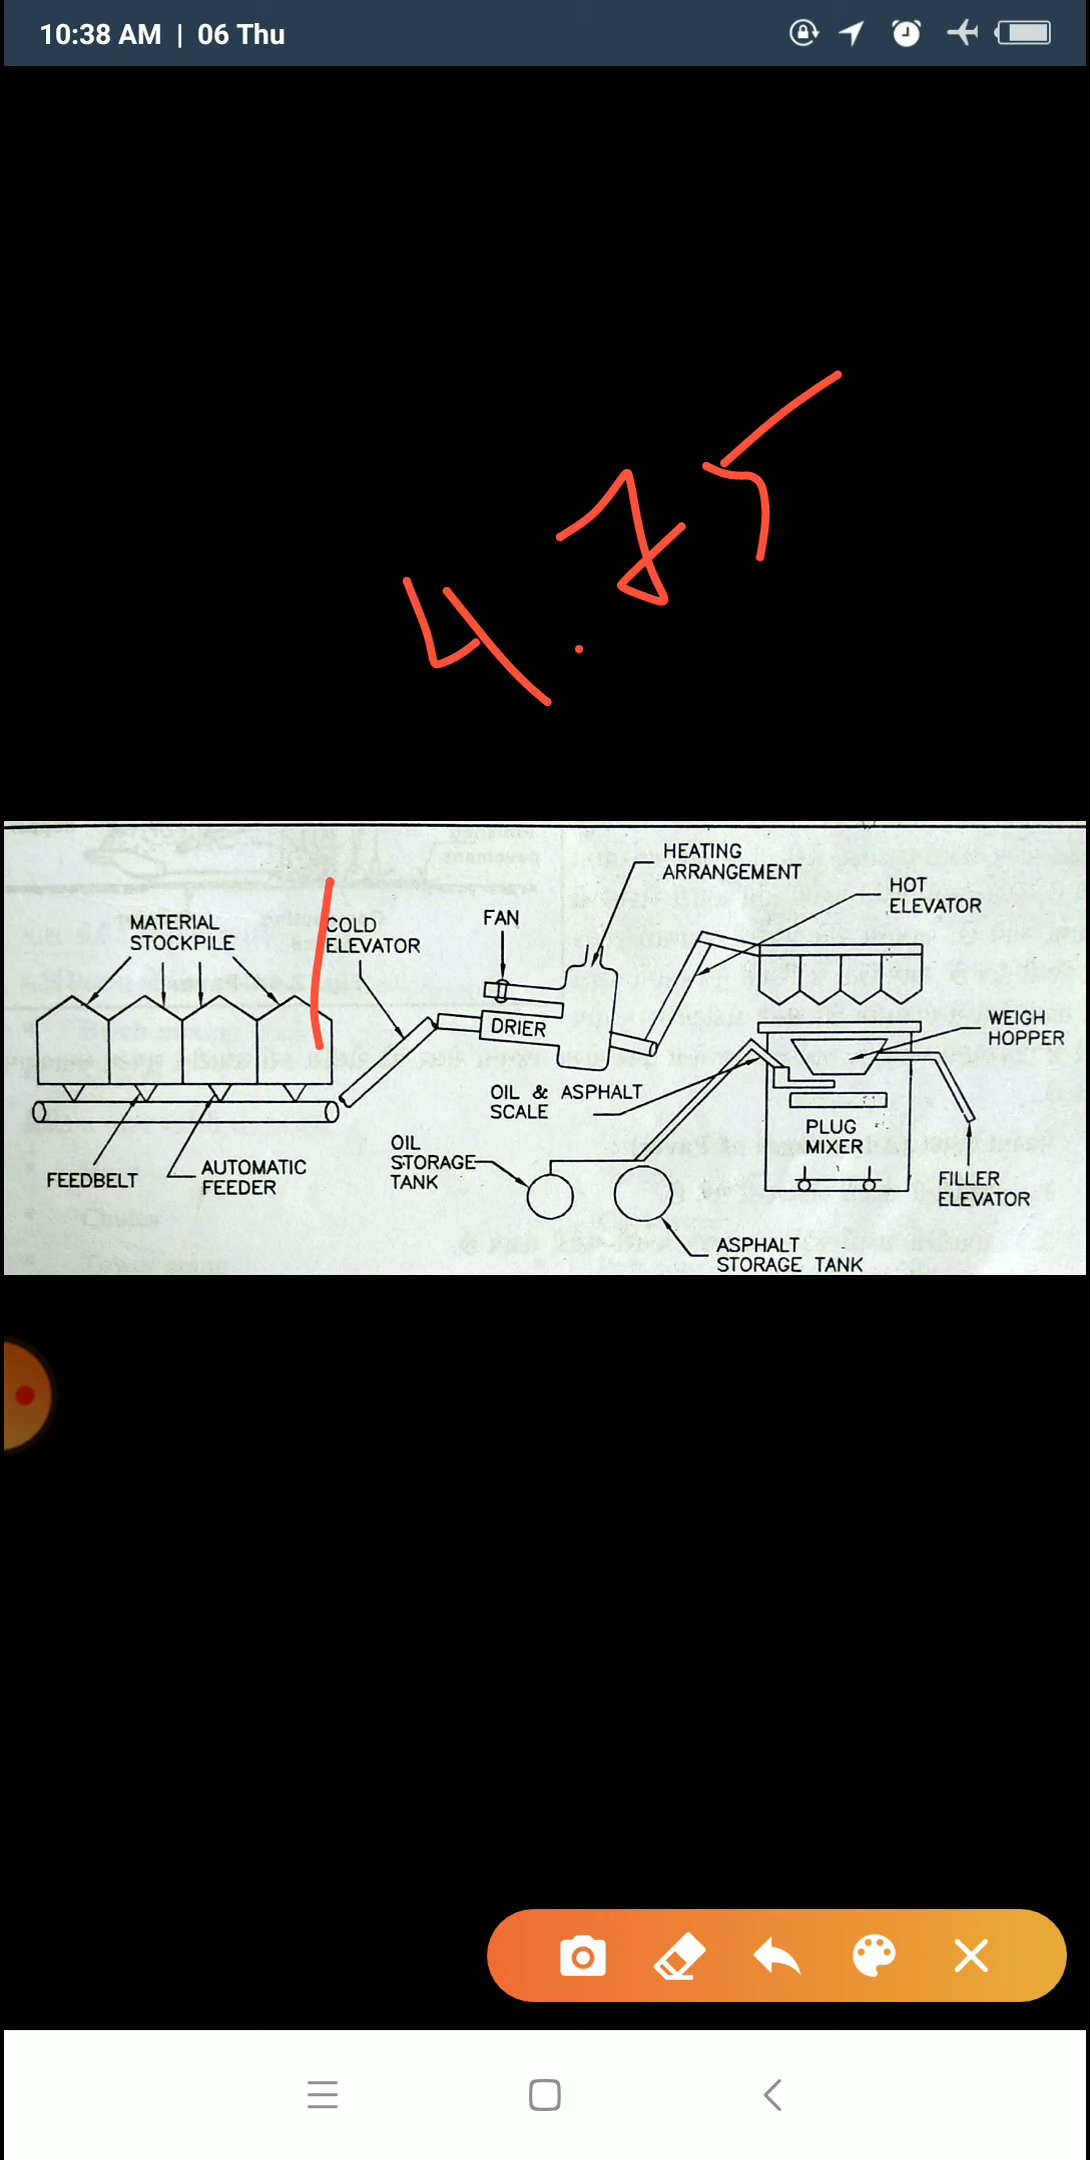 10:38 AM | 06 Thu
4.75
HEATING
ARRANGEMENT
HOT
ELEVATOR
MATERIAL
STOCKPILE
COLD
ELEVATOR
FAN
DRIER
WEIGH
HOPPER
OIL & ASPHALT
SCALE
PLUG
MIXER
OIL
STORAGE
TANK
FEEDBELT
AUTOMATIC
FEEDER
FILLER
ELEVATOR
ASPHALT
STORAGE TANK